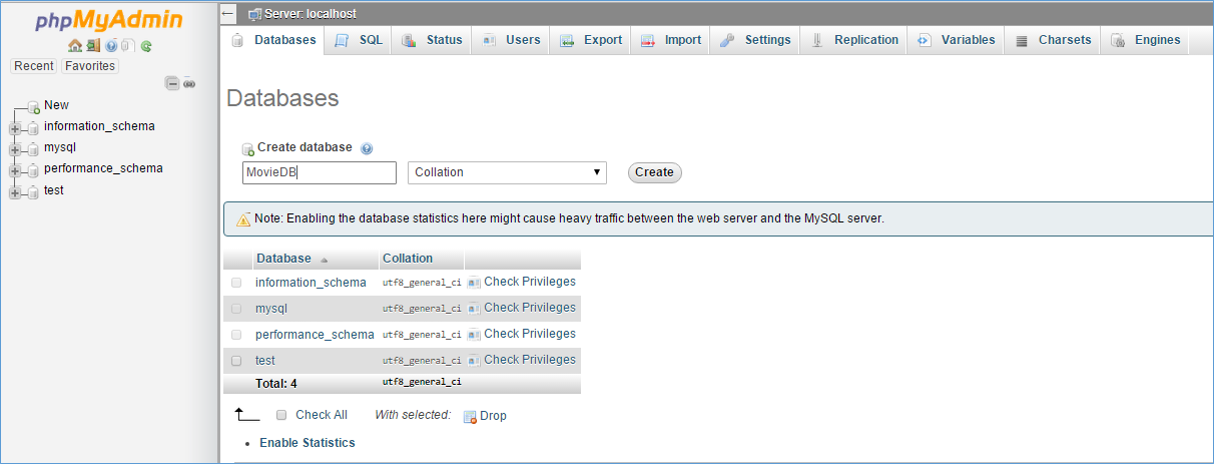 phpMyAdmin
Recent Favorites
New
information_schema
mysql
performance_schema
test
Server: localhost
Databases SQL Status Users Export Import Settings Replication Variables Charsets Engines
Databases
Create database
MovieDB Collation Create
Note: Enabling the database statistics here might cause heavy traffic between the web server and the MySQL server.
Database Collation
information_schema utf8_general_ci Check Privileges
mysql utf8_general_ci Check Privileges
performance_schema utf8_general_ci Check Privileges
test utf8_general_ci Check Privileges
Total: 4 utf8_general_ci
Check All With selected: Drop
• Enable Statistics